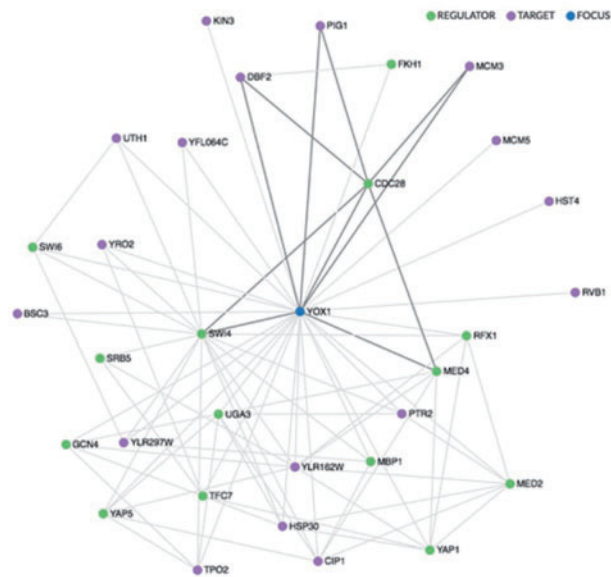 KIN3
PIG1
REGULATOR TARGET FOCUS
FKH1
MCM3
DBF2
UTH1
YFL064C
MCM5
CDC28
HST4
SWI6
YRO2
RVB1
BSC3
YOX1
SWI4
RFX1
SRB5
MED4
UGA3
PTR2
GCN4
YLR297W
MBP1
YLR162W
MED2
TFC7
YAP5
HSP30
YAP1
CIP1
TPO2